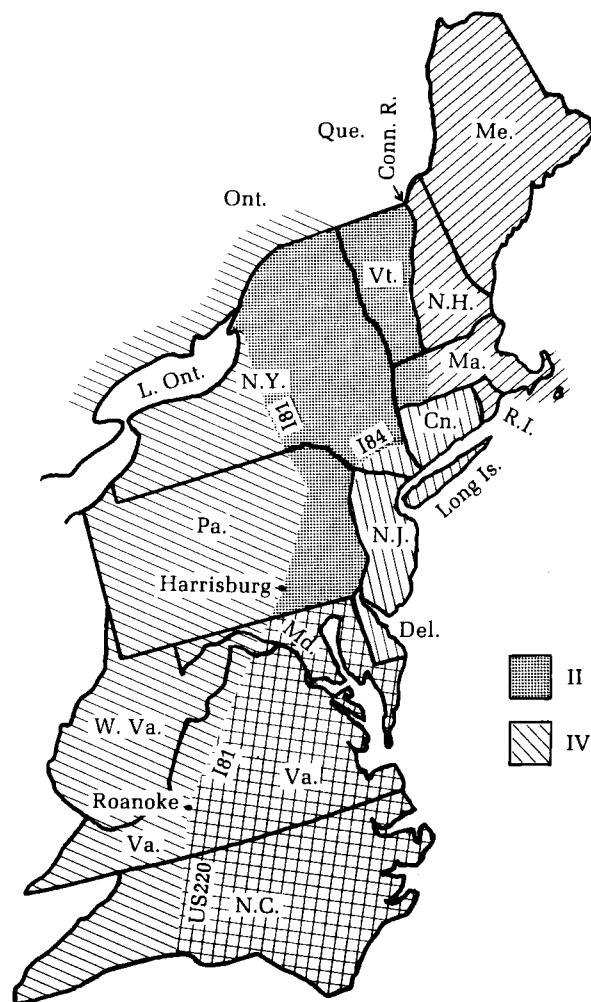 Que.
Conn. R.
Me.
Ont.
Vt.
N.H.
L. Ont.
N.Y.
I81
Ma.
I84
Cn.
R.I.
Long Is.
Pa.
N.J.
Harrisburg
Md.
Del.
II
W. Va.
I81
IV
Va.
Roanoke
Va.
US220
N.C.